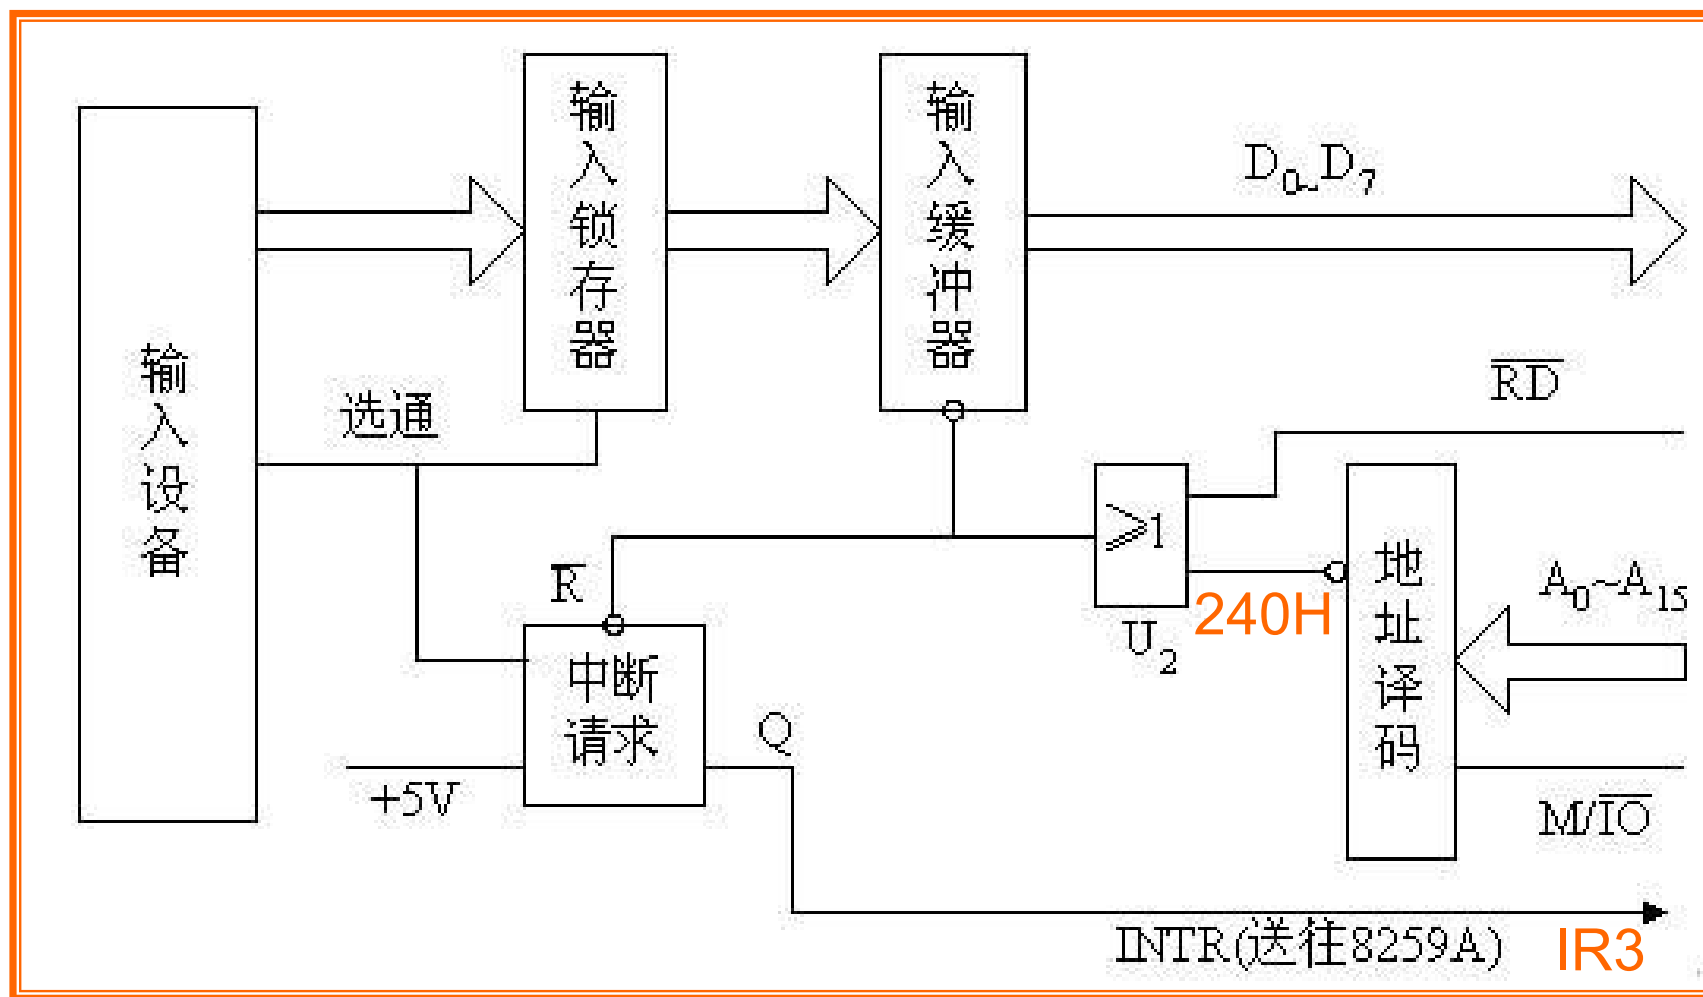 输入设备
选通
输入锁存器
输入缓冲器
D0~D7
RD
≥1
U2
240H
地址译码
A0~A15
M/IO
R
中断
请求
+5V
Q
INTR(送往8259A)
IR3